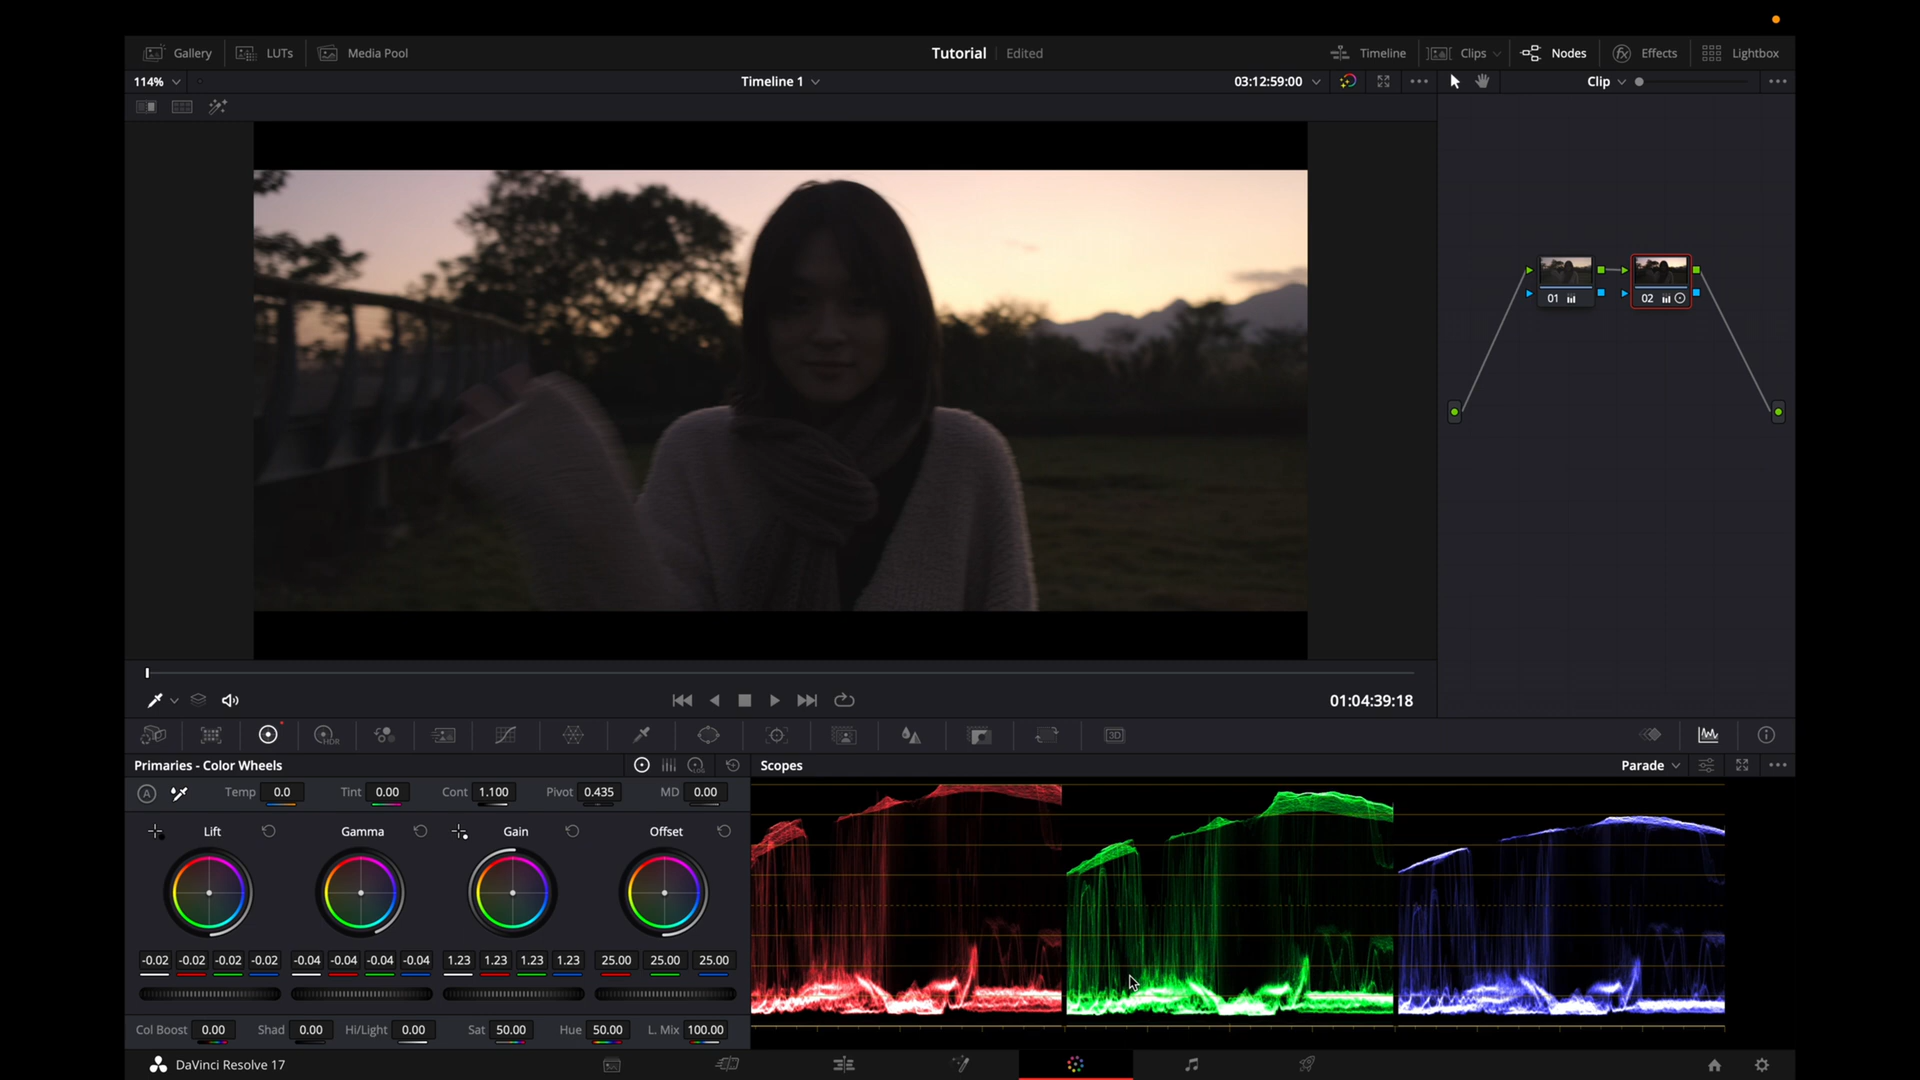 Gallery LUTs Media Pool Tutorial Edited Timeline Clips Nodes Effects Lightbox
114% Timeline 1 03:12:59:00 Clip
01 02
01:04:39:18
HDR 3D
Primaries - Color Wheels Scopes Parade
A Temp 0.0 Tint 0.00 Cont 1.100 Pivot 0.435 MD 0.00
Lift Gamma Gain Offset
-0.02 -0.02 -0.02 -0.02 -0.04 -0.04 -0.04 -0.04 1.23 1.23 1.23 1.23 25.00 25.00 25.00
Col Boost 0.00 Shad 0.00 Hi/Light 0.00 Sat 50.00 Hue 50.00 L. Mix 100.00
DaVinci Resolve 17